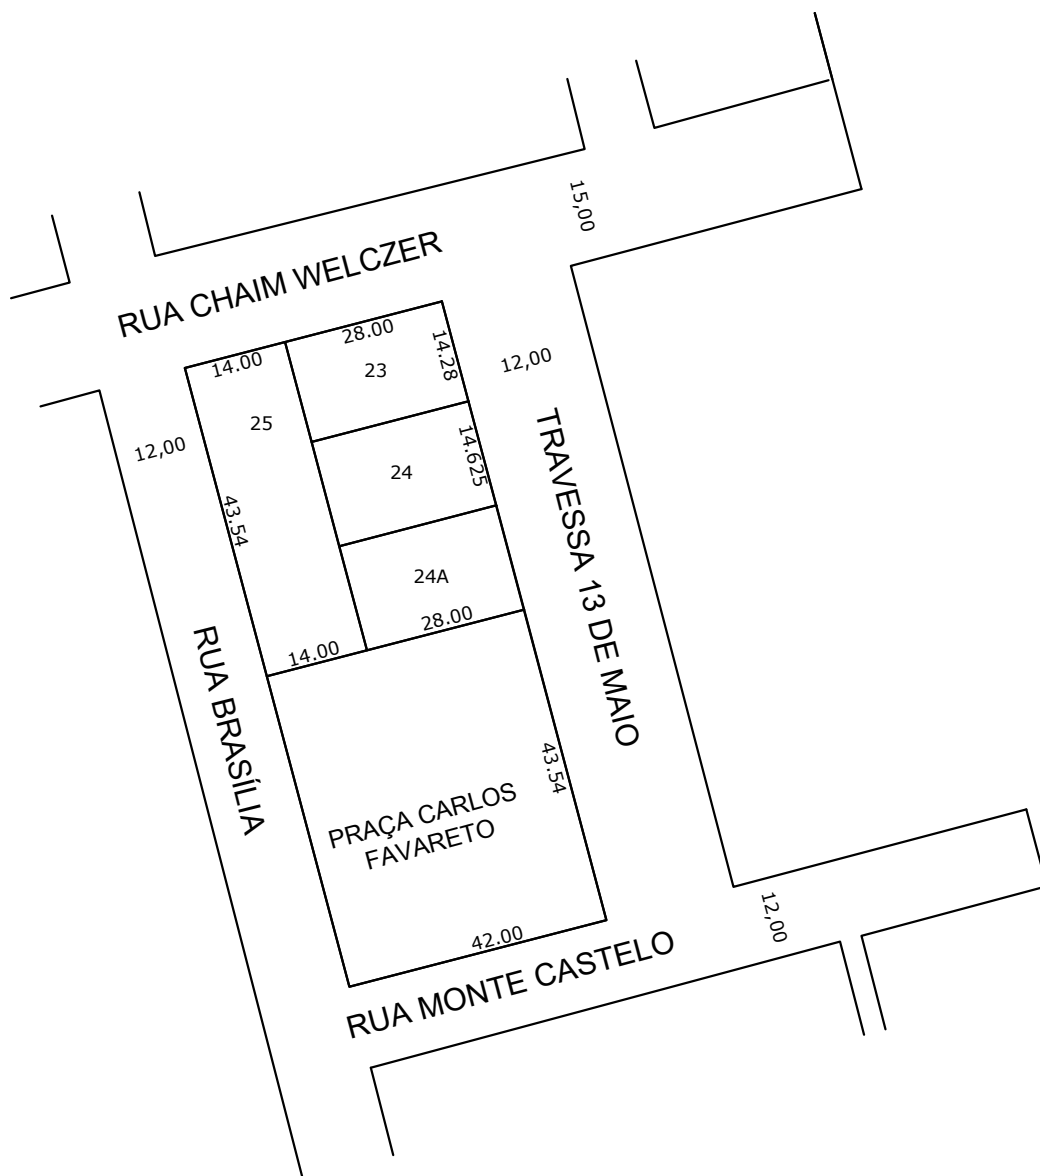 15,00
RUA CHAIM WELCZER
28.00
14.00
14.28
23
12,00
25
12,00
14.625
24
43.54
TRAVESSA 13 DE MAIO
24A
28.00
14.00
RUA BRASÍLIA
43.54
PRAÇA CARLOS
FAVARETO
12,00
42.00
RUA MONTE CASTELO